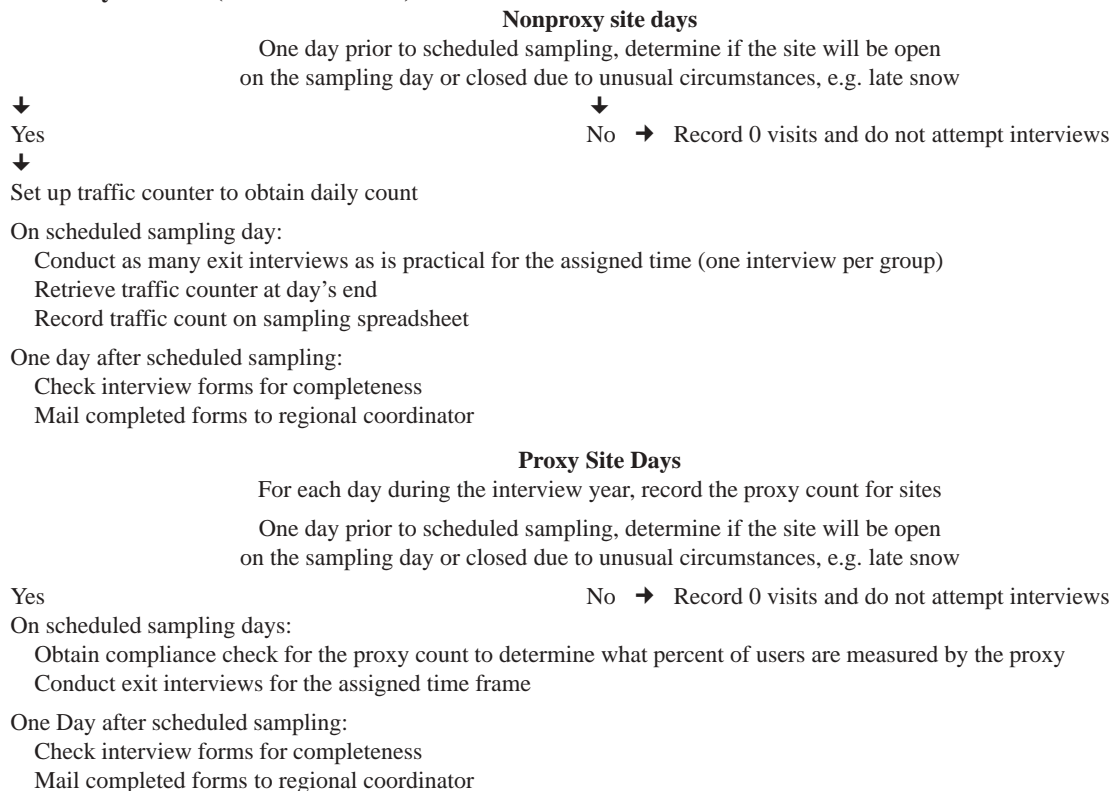 Nonproxy site days
One day prior to scheduled sampling, determine if the site will be open
on the sampling day or closed due to unusual circumstances, e.g. late snow
Yes No → Record 0 visits and do not attempt interviews
Set up traffic counter to obtain daily count
On scheduled sampling day:
Conduct as many exit interviews as is practical for the assigned time (one interview per group)
Retrieve traffic counter at day's end
Record traffic count on sampling spreadsheet
One day after scheduled sampling:
Check interview forms for completeness
Mail completed forms to regional coordinator
Proxy Site Days
For each day during the interview year, record the proxy count for sites
One day prior to scheduled sampling, determine if the site will be open
on the sampling day or closed due to unusual circumstances, e.g. late snow
Yes No → Record 0 visits and do not attempt interviews
On scheduled sampling days:
Obtain compliance check for the proxy count to determine what percent of users are measured by the proxy
Conduct exit interviews for the assigned time frame
One Day after scheduled sampling:
Check interview forms for completeness
Mail completed forms to regional coordinator